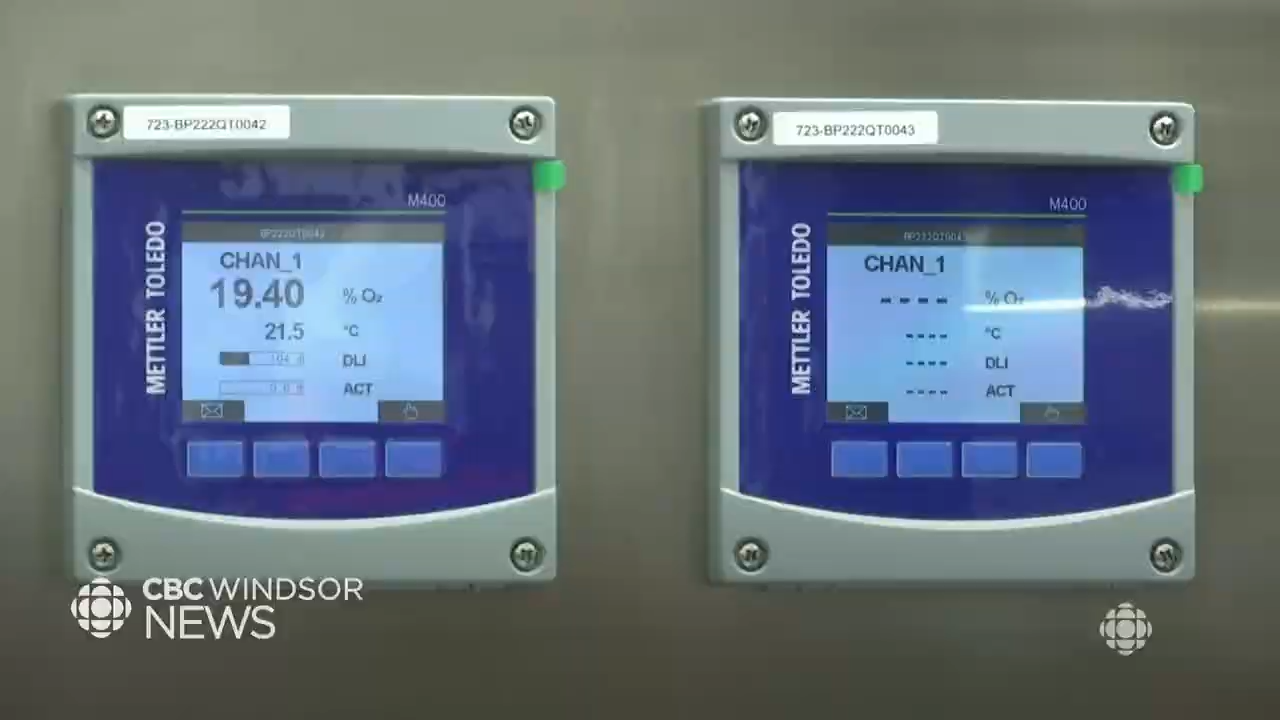 723-BP222QT0042
M400
METTLER TOLEDO
CHAN_1
19.40 % O₂
21.5 °C
DLI
ACT
723-BP222QT0043
M400
METTLER TOLEDO
CHAN_1
---- % O₂
---- °C
---- DLI
---- ACT
CBC WINDSOR
NEWS